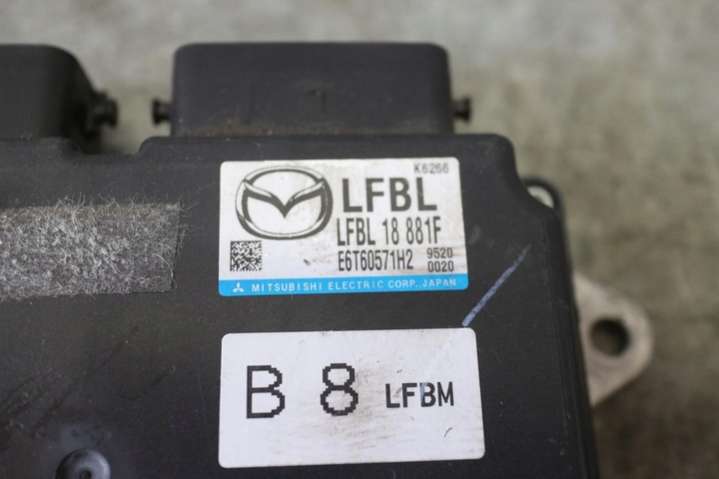 K6266
LFBL
LFBL 18 881F
E6T60571H2 9520
0020
MITSUBISHI ELECTRIC CORP., JAPAN
B 8 LFBM